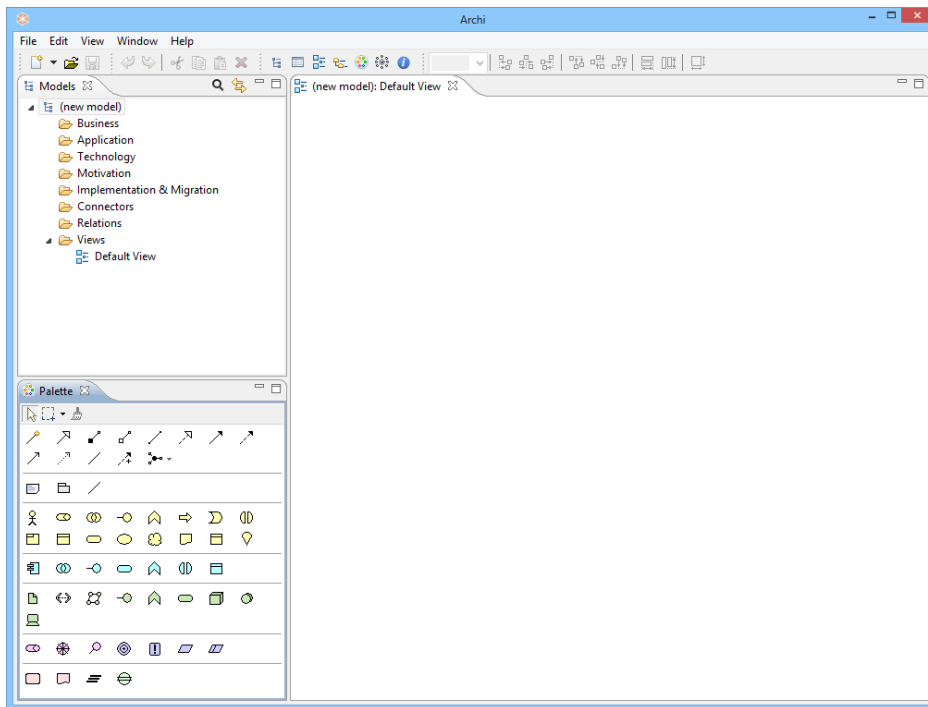 Archi
File Edit View Window Help
Models
(new model): Default View
(new model)
Business
Application
Technology
Motivation
Implementation & Migration
Connectors
Relations
Views
Default View
Palette